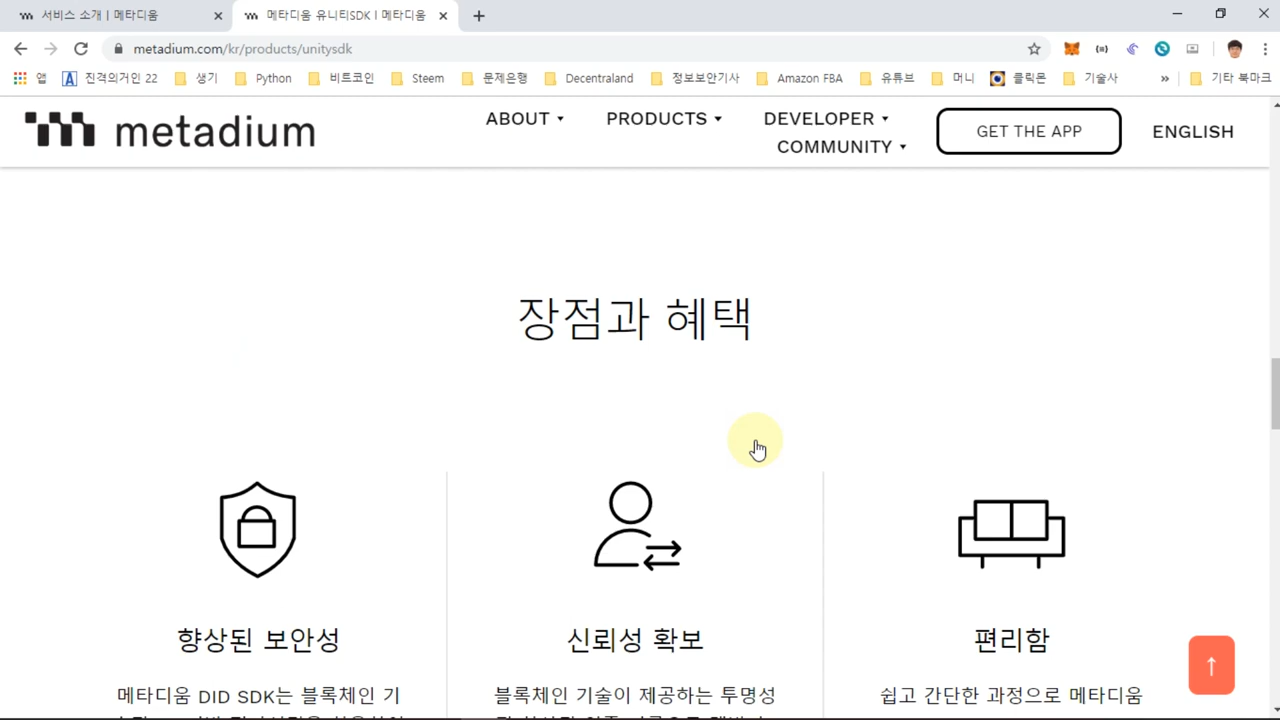 서비스 소개 | 메타디움
메타디움 유니티SDK | 메타디움
metadium.com/kr/products/unitysdk
앱 진격의거인 22 생기 Python 비트코인 Steem 문제은행 Decentraland 정보보안기사 Amazon FBA 유튜브 머니 클릭몬 기술사 » 기타 북마크
metadium
ABOUT PRODUCTS DEVELOPER
COMMUNITY
GET THE APP
ENGLISH
장점과 혜택
향상된 보안성
메타디움 DID SDK는 블록체인 기
신뢰성 확보
블록체인 기술이 제공하는 투명성
편리함
쉽고 간단한 과정으로 메타디움